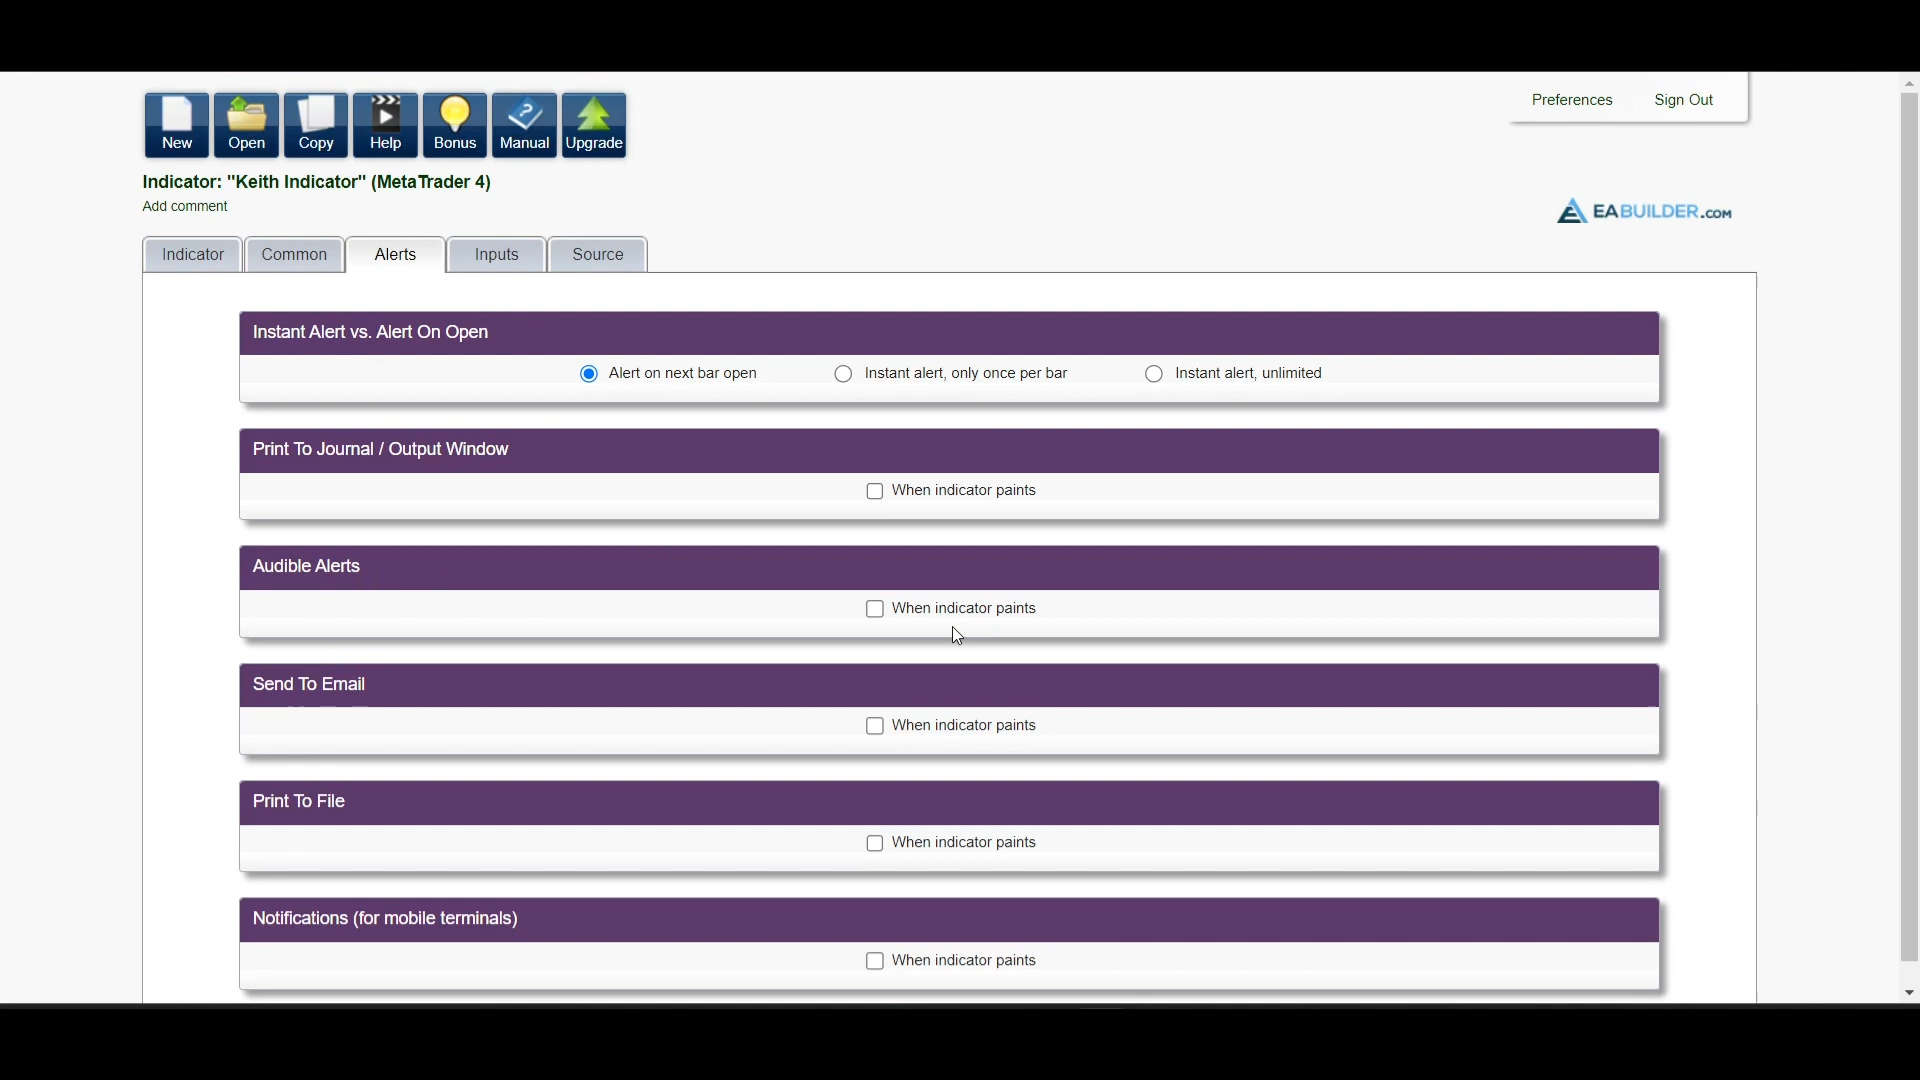 Preferences Sign Out
New Open Copy Help Bonus Manual Upgrade
Indicator: "Keith Indicator" (MetaTrader 4)
Add comment
EABUILDER.COM
Indicator Common Alerts Inputs Source
Instant Alert vs. Alert On Open
Alert on next bar open Instant alert, only once per bar Instant alert, unlimited
Print To Journal / Output Window
When indicator paints
Audible Alerts
When indicator paints
Send To Email
When indicator paints
Print To File
When indicator paints
Notifications (for mobile terminals)
When indicator paints